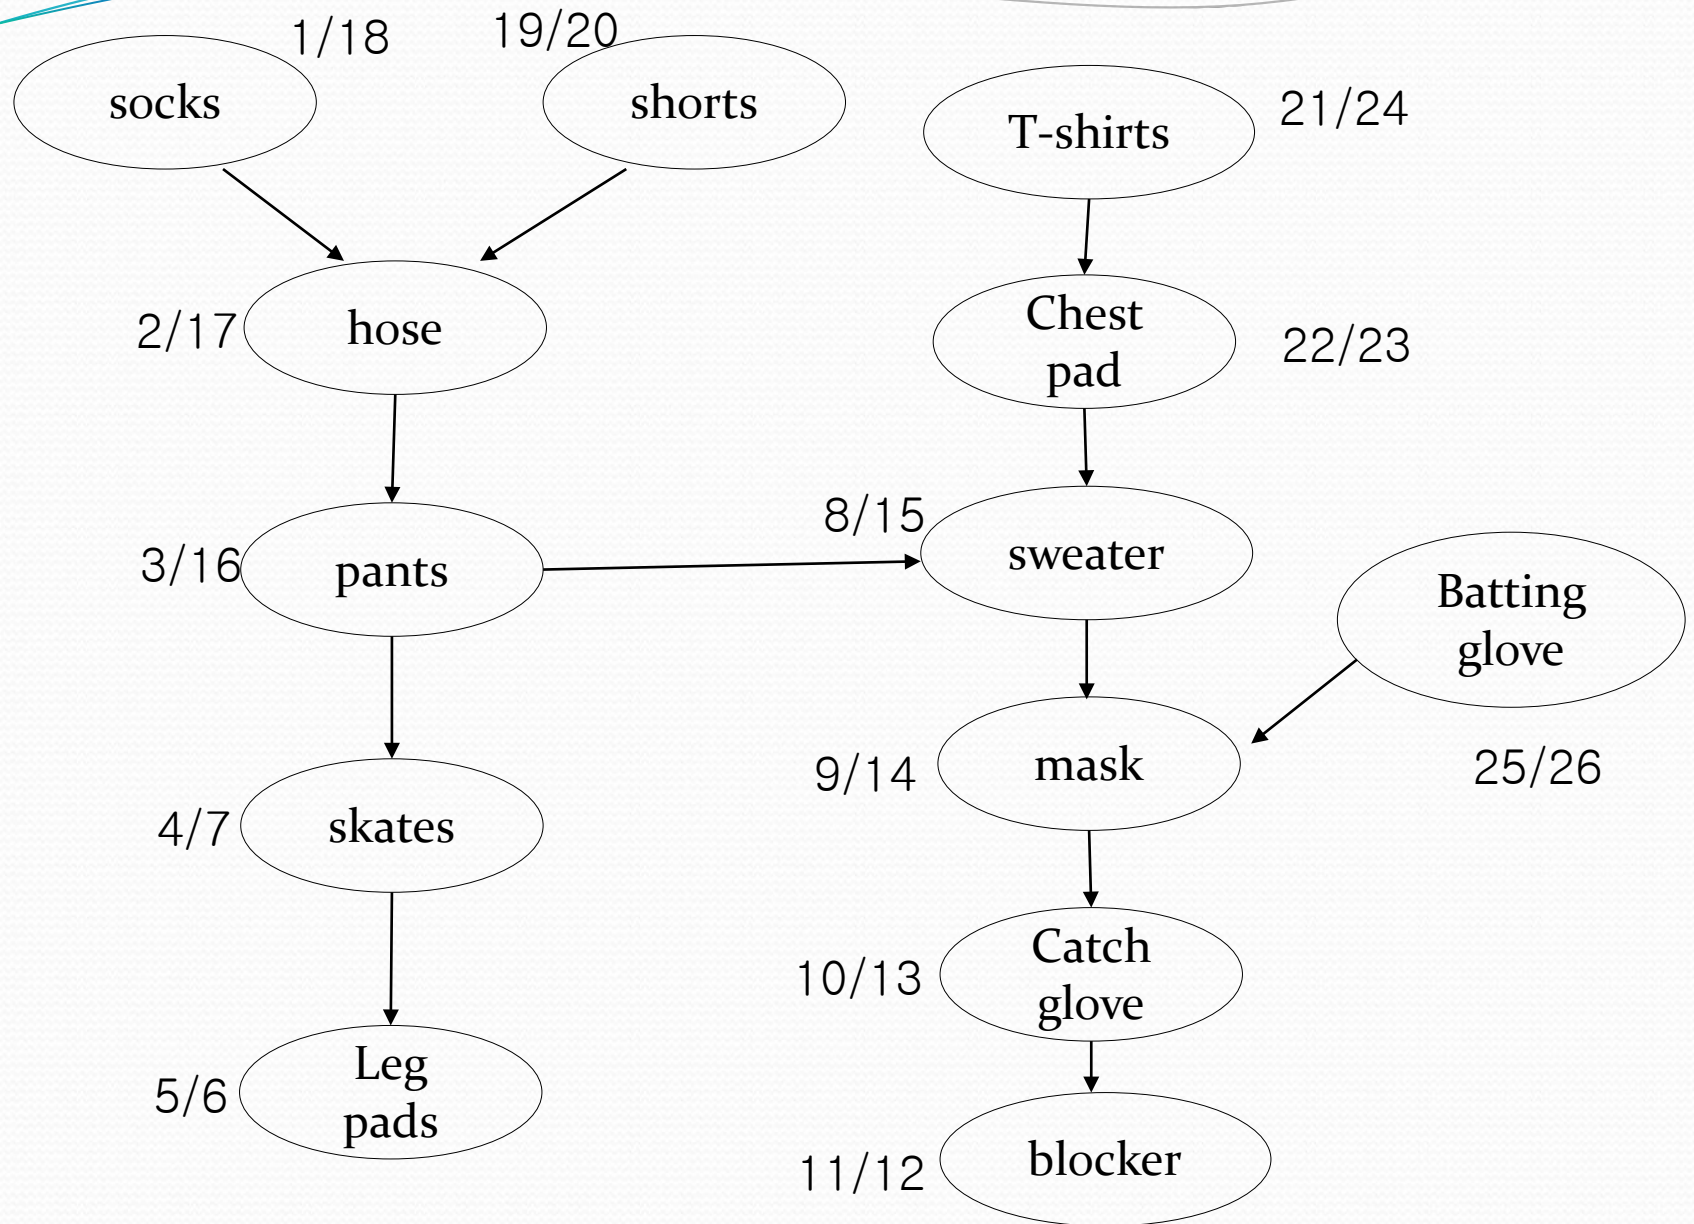 1/18
19/20
socks
shorts
T-shirts
21/24
2/17
hose
Chest
pad
22/23
8/15
3/16
pants
sweater
Batting
glove
9/14
mask
25/26
4/7
skates
10/13
Catch
glove
5/6
Leg
pads
11/12
blocker